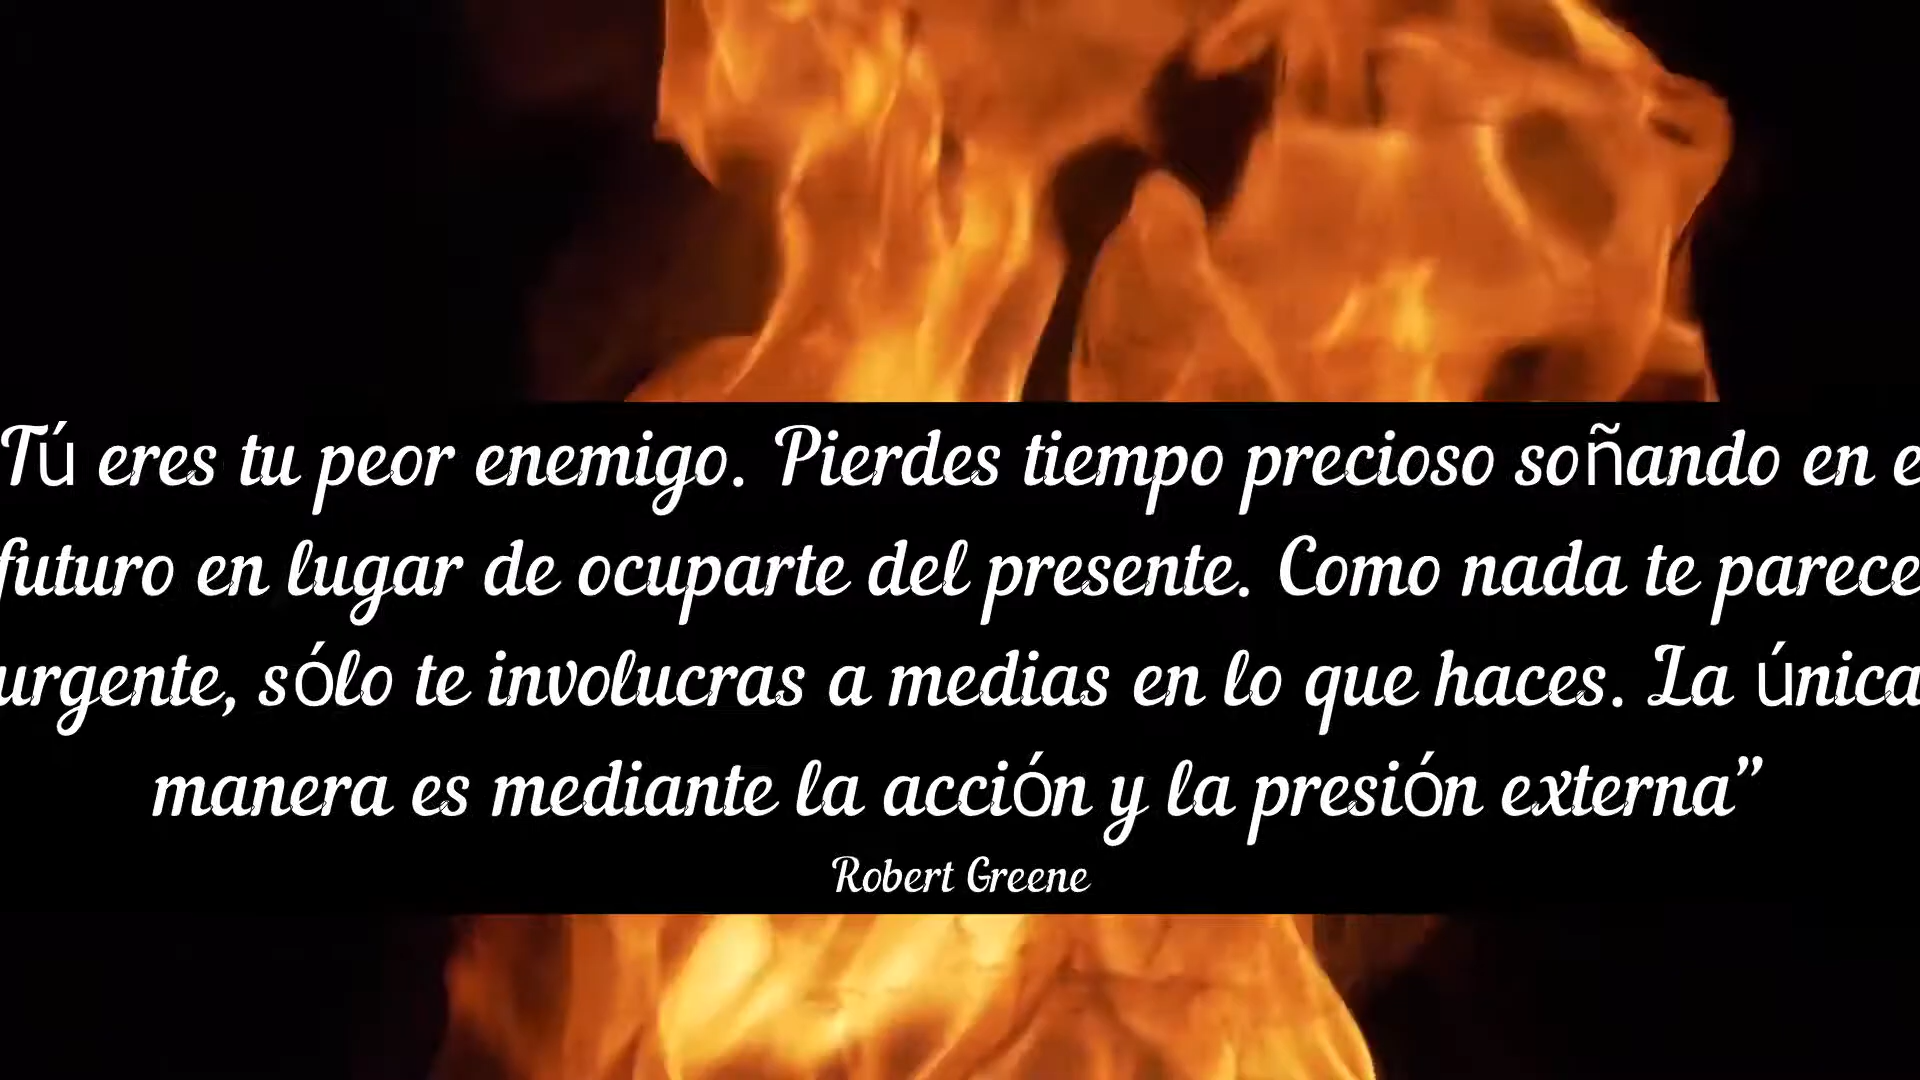 Tú eres tu peor enemigo. Pierdes tiempo precioso soñando en e
futuro en lugar de ocuparte del presente. Como nada te parece
urgente, sólo te involucras a medias en lo que haces. La única
manera es mediante la acción y la presión externa”
Robert Greene